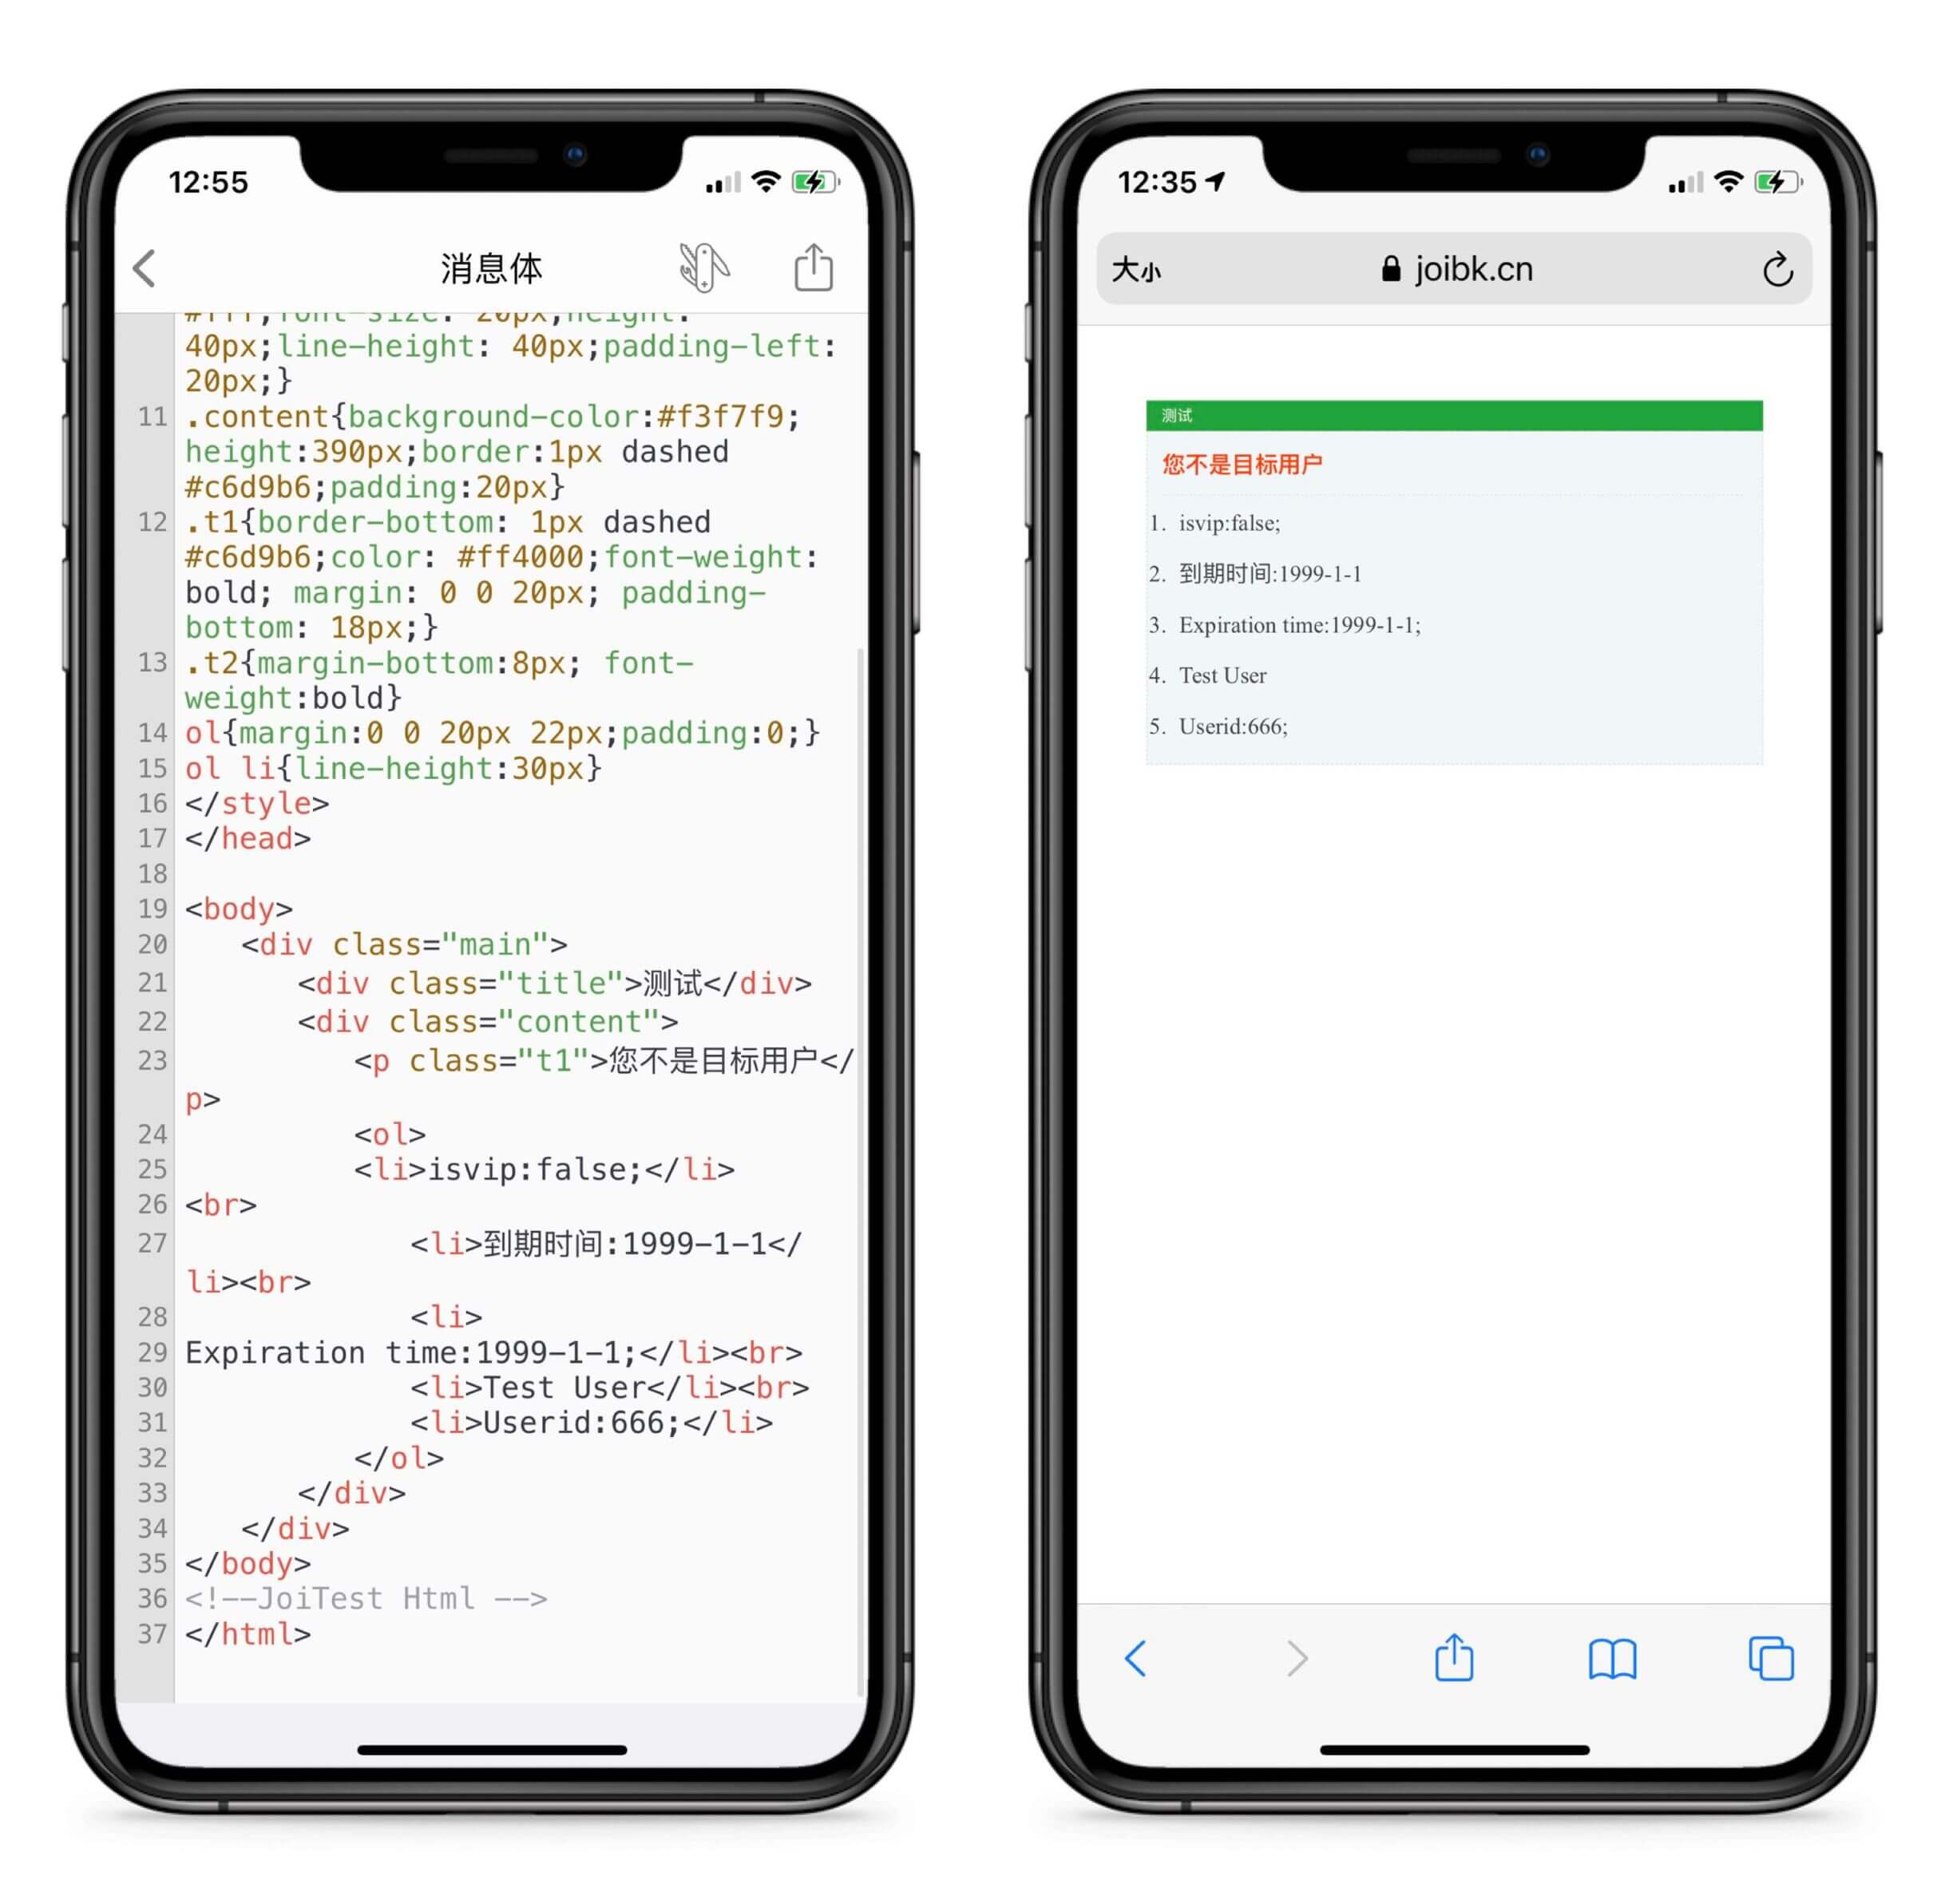 12:55
消息体
#fff;font-size: 20px;height:
40px;line-height: 40px;padding-left:
20px;}
11 .content{background-color:#f3f7f9;
height:390px;border:1px dashed
#c6d9b6;padding:20px}
12 .t1{border-bottom: 1px dashed
#c6d9b6;color: #ff4000;font-weight:
bold; margin: 0 0 20px; padding-
bottom: 18px;}
13 .t2{margin-bottom:8px; font-
weight:bold}
14 ol{margin:0 0 20px 22px;padding:0;}
15 ol li{line-height:30px}
16 </style>
17 </head>
18
19 <body>
20 <div class="main">
21 <div class="title">测试</div>
22 <div class="content">
23 <p class="t1">您不是目标用户</
p>
24 <ol>
25 <li>isvip:false;</li>
26 <br>
27 <li>到期时间:1999-1-1</
li><br>
28 <li>
29 Expiration time:1999-1-1;</li><br>
30 <li>Test User</li><br>
31 <li>Userid:666;</li>
32 </ol>
33 </div>
34 </div>
35 </body>
36 <!--JoiTest Html -->
37 </html>
12:35
大小 joibk.cn
测试
您不是目标用户
1. isvip:false;
2. 到期时间:1999-1-1
3. Expiration time:1999-1-1;
4. Test User
5. Userid:666;